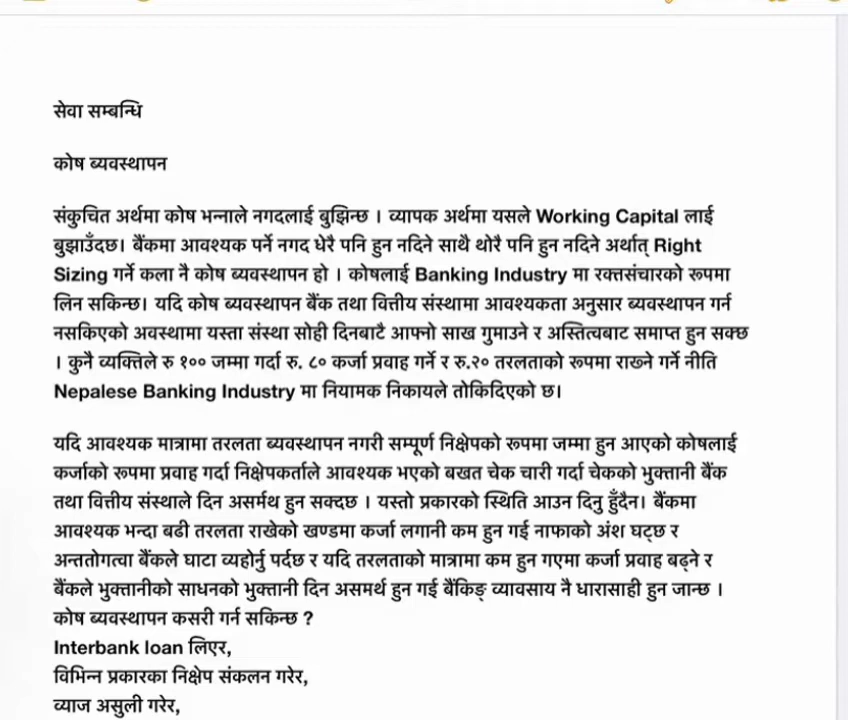 सेवा सम्बन्धि
कोष ब्यवस्थापन
संकुचित अर्थमा कोष भन्नाले नगदलाई बुझिन्छ । व्यापक अर्थमा यसले Working Capital लाई
बुझाउँदछ। बैंकमा आवश्यक पर्ने नगद धेरै पनि हुन नदिने साथै थोरै पनि हुन नदिने अर्थात् Right
Sizing गर्ने कला नै कोष ब्यवस्थापन हो । कोषलाई Banking Industry मा रक्तसंचारको रूपमा
लिन सकिन्छ। यदि कोष ब्यवस्थापन बैंक तथा वित्तीय संस्थामा आवश्यकता अनुसार ब्यवस्थापन गर्न
नसकिएको अवस्थामा यस्ता संस्था सोही दिनबाटै आफ्नो साख गुमाउने र अस्तित्वबाट समाप्त हुन सक्छ
। कुनै व्यक्तिले रु १०० जम्मा गर्दा रु. ८० कर्जा प्रवाह गर्ने र रु.२० तरलताको रूपमा राख्ने गर्ने नीति
Nepalese Banking Industry मा नियामक निकायले तोकिदिएको छ।
यदि आवश्यक मात्रामा तरलता ब्यवस्थापन नगरी सम्पूर्ण निक्षेपको रूपमा जम्मा हुन आएको कोषलाई
कर्जाको रूपमा प्रवाह गर्दा निक्षेपकर्ताले आवश्यक भएको बखत चेक चारी गर्दा चेकको भुक्तानी बैंक
तथा वित्तीय संस्थाले दिन असर्मथ हुन सक्दछ । यस्तो प्रकारको स्थिति आउन दिनु हुँदैन। बैंकमा
आवश्यक भन्दा बढी तरलता राखेको खण्डमा कर्जा लगानी कम हुन गई नाफाको अंश घट्छ र
अन्ततोगत्वा बैंकले घाटा व्यहोर्नु पर्दछ र यदि तरलताको मात्रामा कम हुन गएमा कर्जा प्रवाह बढ्ने र
बैंकले भुक्तानीको साधनको भुक्तानी दिन असमर्थ हुन गई बैंकिङ्ग व्यावसाय नै धारासाही हुन जान्छ ।
कोष ब्यवस्थापन कसरी गर्न सकिन्छ ?
Interbank loan लिएर,
विभिन्न प्रकारका निक्षेप संकलन गरेर,
व्याज असुली गरेर,